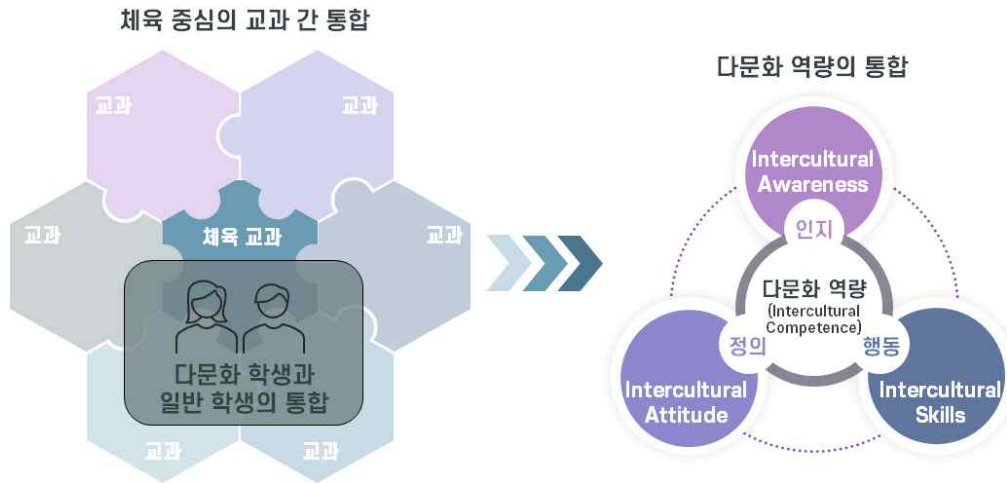 체육 중심의 교과 간 통합
교과
교과
교과
체육 교과
교과
다문화 학생과
일반 학생의 통합
교과
교과
다문화 역량의 통합
Intercultural
Awareness
인지
다문화 역량
(Intercultural
Competence)
정의
행동
Intercultural
Attitude
Intercultural
Skills